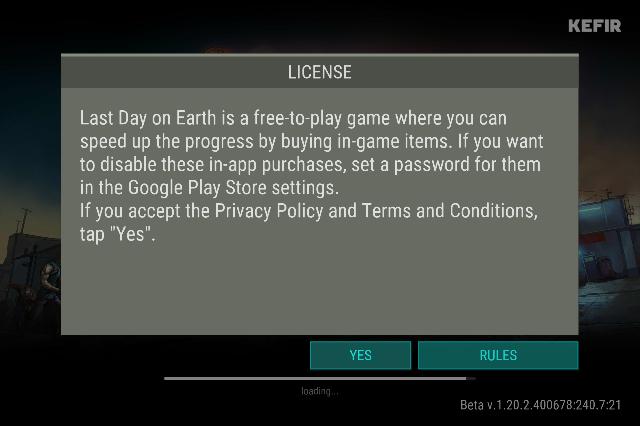 KEFIR
LICENSE
Last Day on Earth is a free-to-play game where you can
speed up the progress by buying in-game items. If you want
to disable these in-app purchases, set a password for them
in the Google Play Store settings.
If you accept the Privacy Policy and Terms and Conditions,
tap "Yes".
YES
RULES
loading...
Beta v.1.20.2.400678:240.7:21